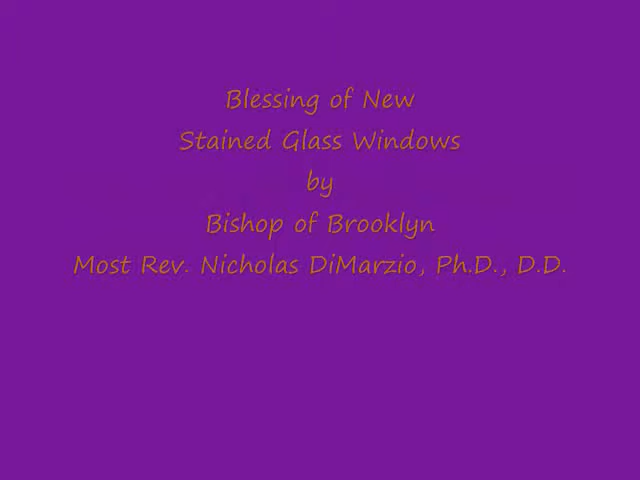 Blessing of New
Stained Glass Windows
by
Bishop of Brooklyn
Most Rev. Nicholas DiMarzio, Ph.D., D.D.